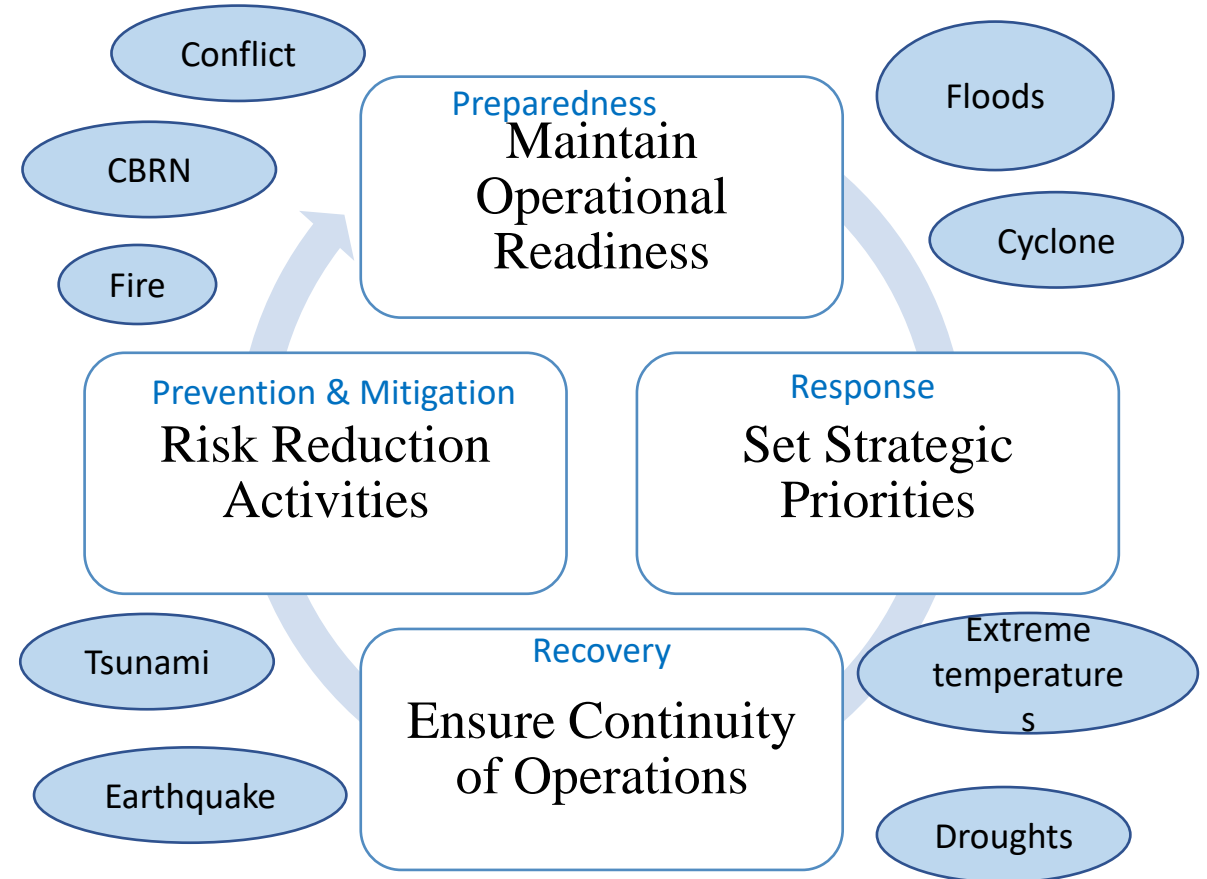 Conflict
Preparedness
Maintain
Operational
Readiness
Floods
CBRN
Cyclone
Fire
Prevention & Mitigation
Risk Reduction
Activities
Response
Set Strategic
Priorities
Tsunami
Recovery
Ensure Continuity
of Operations
Extreme
temperature
s
Earthquake
Droughts